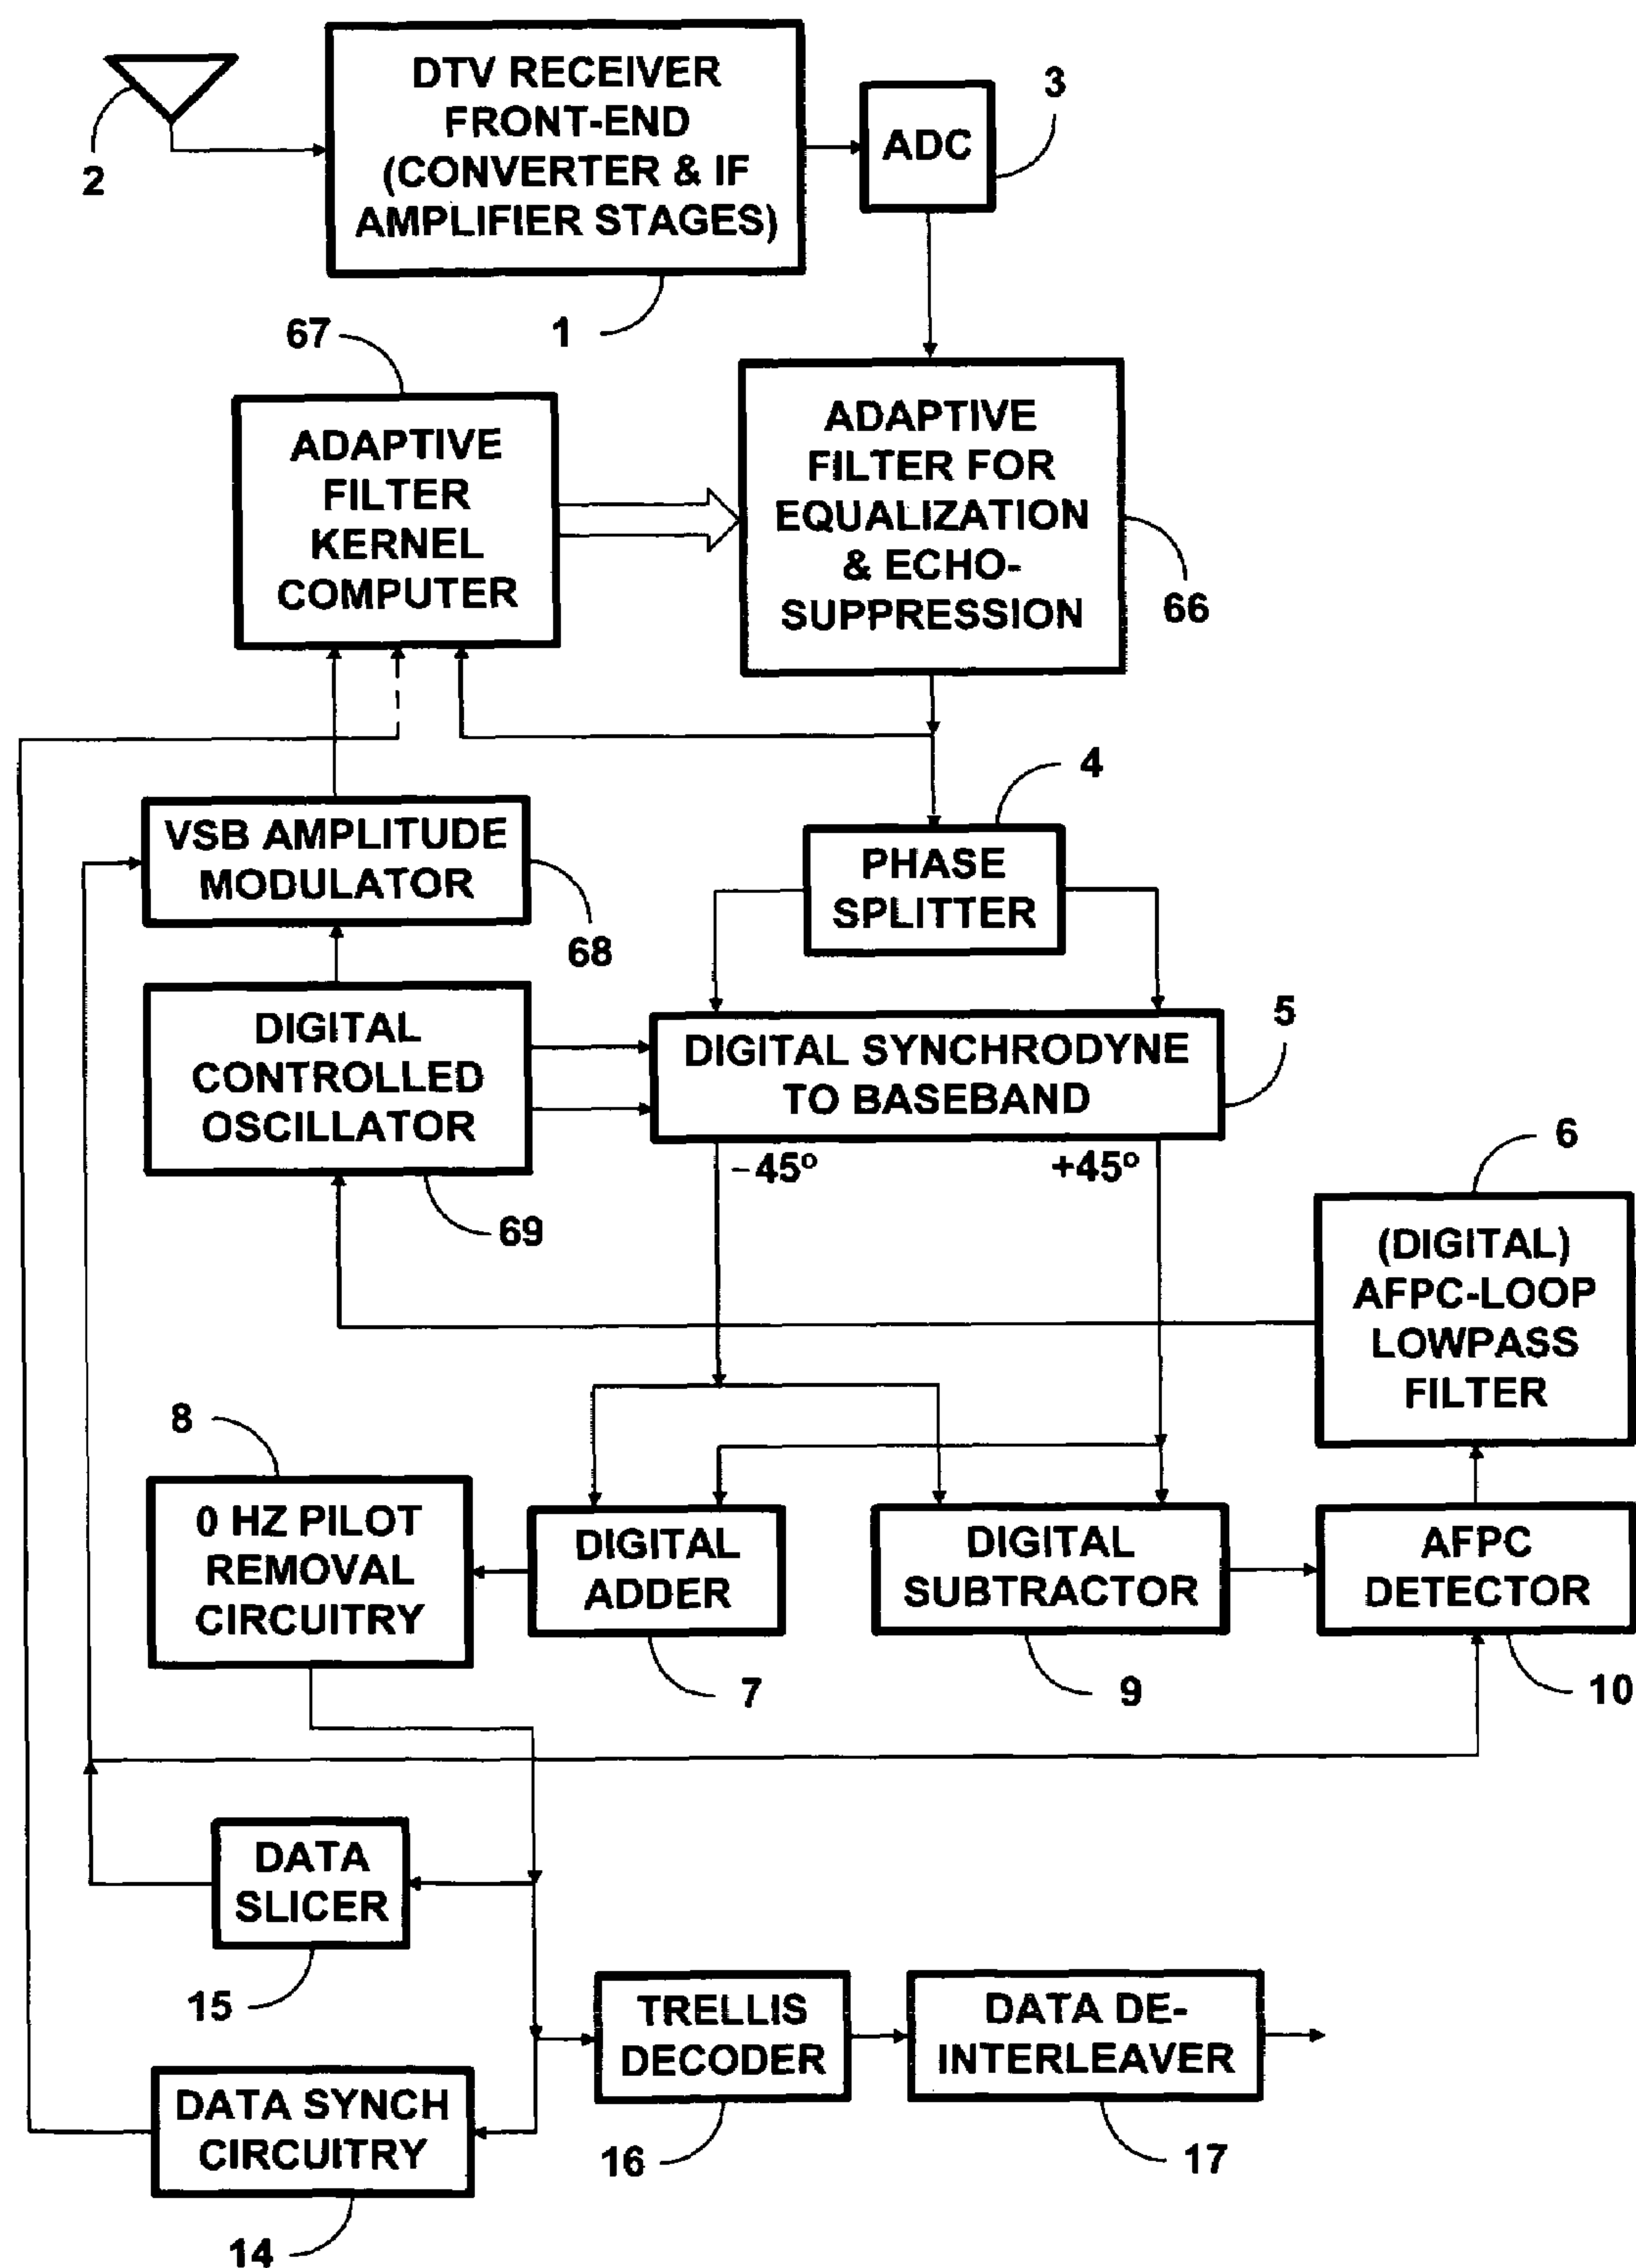 DTV RECEIVER
FRONT-END
(CONVERTER & IF
AMPLIFIER STAGES)
1
2
ADC
3
67
ADAPTIVE
FILTER
KERNEL
COMPUTER
ADAPTIVE
FILTER FOR
EQUALIZATION
& ECHO-
SUPPRESSION
66
4
VSB AMPLITUDE
MODULATOR
68
PHASE
SPLITTER
DIGITAL
CONTROLLED
OSCILLATOR
69
5
DIGITAL SYNCHRODYNE
TO BASEBAND
–45º
+45º
6
(DIGITAL)
AFPC-LOOP
LOWPASS
FILTER
8
0 HZ PILOT
REMOVAL
CIRCUITRY
DIGITAL
ADDER
7
DIGITAL
SUBTRACTOR
9
AFPC
DETECTOR
10
DATA
SLICER
15
TRELLIS
DECODER
16
DATA DE-
INTERLEAVER
17
DATA SYNCH
CIRCUITRY
14